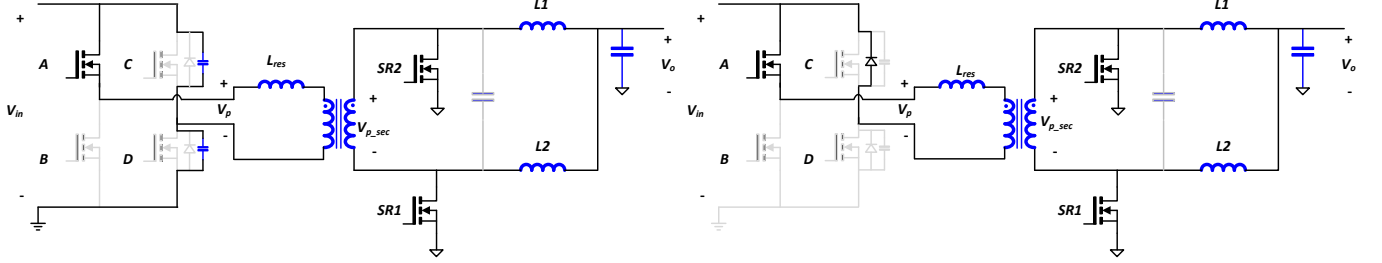 L1
L1
+
+
A
C
SR2
+
V_o
-
A
C
SR2
+
V_o
-
L_res
L_res
V_in
+
V_p
-
+
V_p_sec
-
V_in
+
V_p
-
+
V_p_sec
-
B
D
L2
B
D
L2
-
SR1
-
SR1